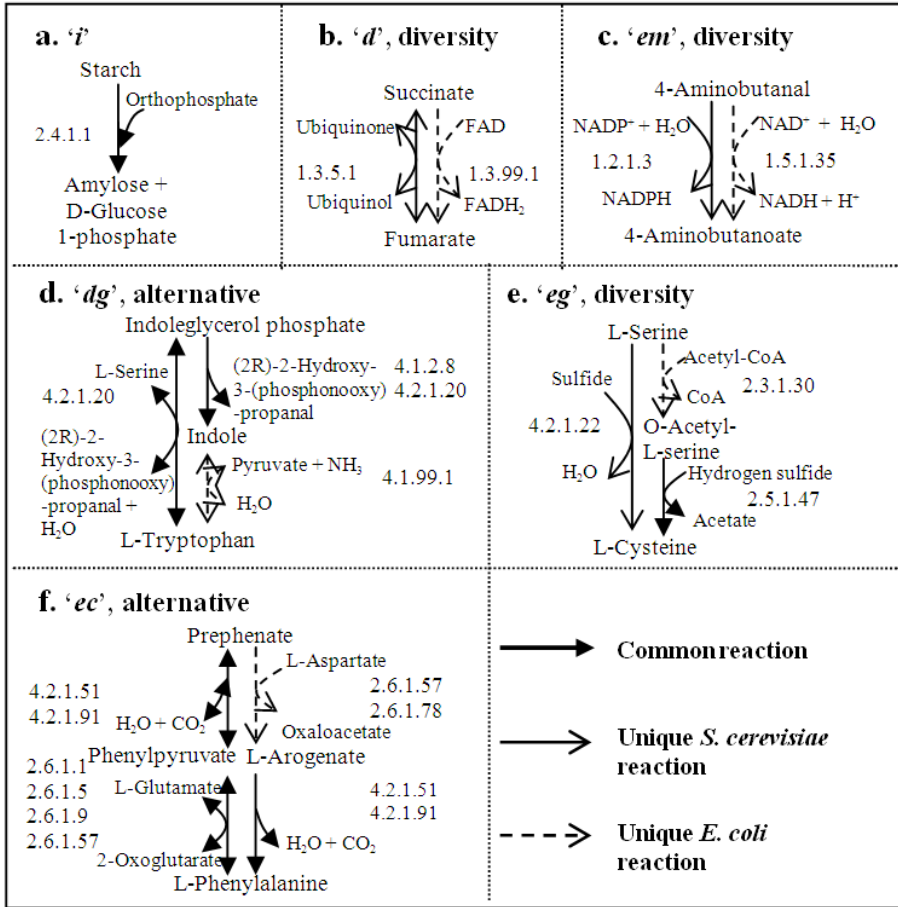 a. ‘i’
Starch
Orthophosphate
2.4.1.1
Amylose +
D-Glucose
1-phosphate
b. ‘d’, diversity
Succinate
Ubiquinone
FAD
1.3.5.1
1.3.99.1
Ubiquinol
FADH₂
Fumarate
c. ‘em’, diversity
4-Aminobutanal
NADP⁺ + H₂O
NAD⁺ + H₂O
1.2.1.3
1.5.1.35
NADPH
NADH + H⁺
4-Aminobutanoate
d. ‘dg’, alternative
Indoleglycerol phosphate
L-Serine
4.2.1.20
(2R)-2-Hydroxy-
3-(phosphonooxy)
-propanal
4.1.2.8
4.2.1.20
Indole
(2R)-2-
Hydroxy-3-
(phosphonooxy)
-propanal +
H₂O
Pyruvate + NH₃
4.1.99.1
H₂O
L-Tryptophan
e. ‘eg’, diversity
L-Serine
Acetyl-CoA
Sulfide
2.3.1.30
CoA
4.2.1.22
O-Acetyl-
L-serine
H₂O
Hydrogen sulfide
2.5.1.47
Acetate
L-Cysteine
f. ‘ec’, alternative
Prephenate
L-Aspartate
4.2.1.51
4.2.1.91
2.6.1.57
2.6.1.78
H₂O + CO₂
Oxaloacetate
Phenylpyruvate
L-Arogenate
2.6.1.1
2.6.1.5
2.6.1.9
2.6.1.57
L-Glutamate
4.2.1.51
4.2.1.91
H₂O + CO₂
2-Oxoglutarate
L-Phenylalanine
Common reaction
Unique S. cerevisiae
reaction
Unique E. coli
reaction